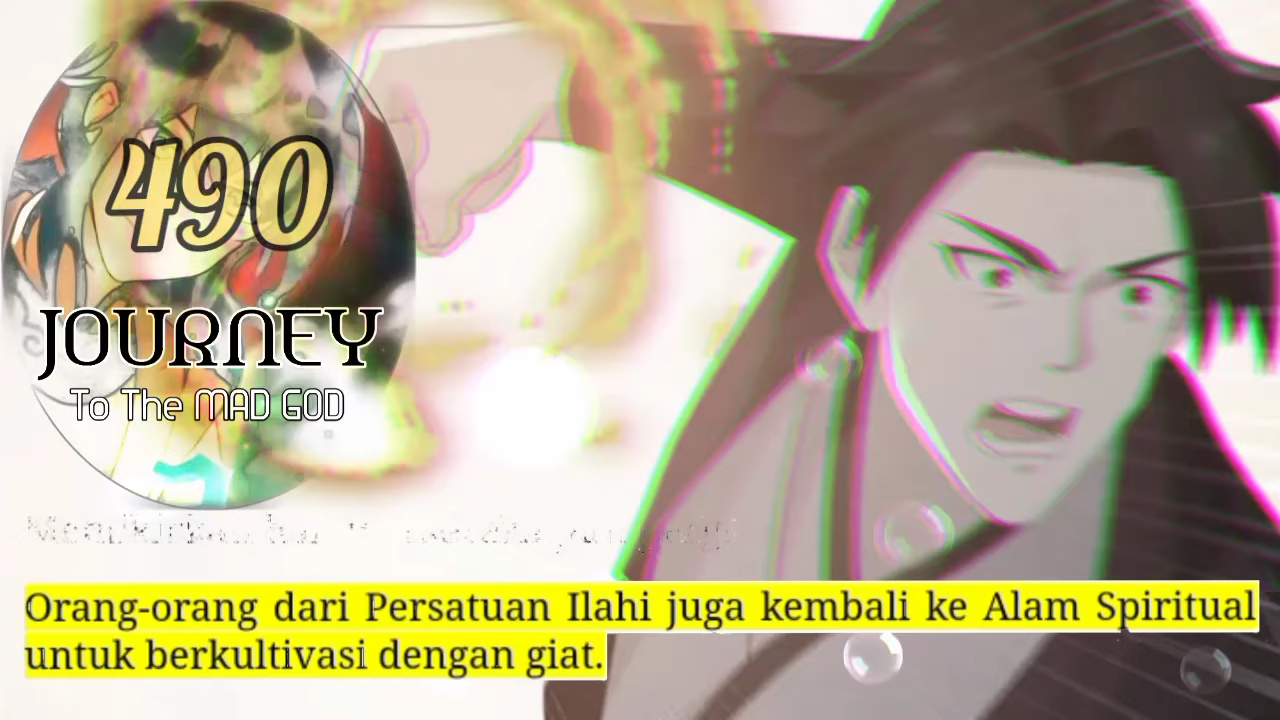 490
JOURNEY
To The MAD GOD
Orang-orang dari Persatuan Ilahi juga kembali ke Alam Spiritual
untuk berkultivasi dengan giat.